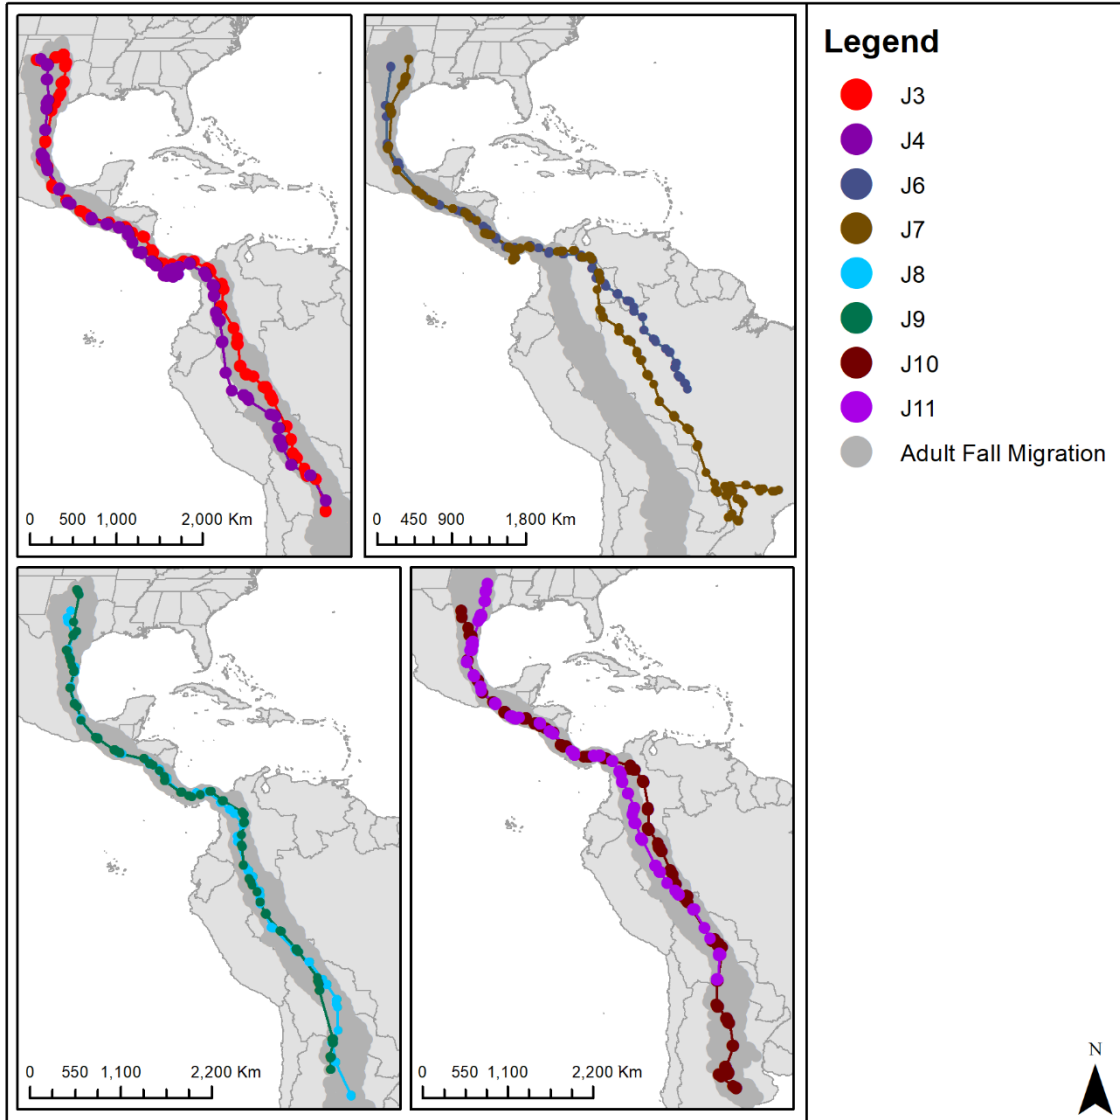 Legend
J3
J4
J6
J7
J8
J9
J10
J11
Adult Fall Migration
0 500 1,000 2,000 Km
0 450 900 1,800 Km
0 550 1,100 2,200 Km
0 550 1,100 2,200 Km
N